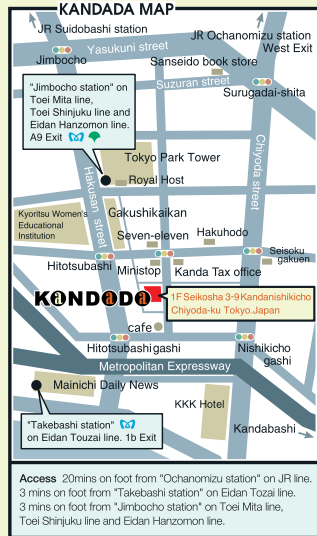 KANDADA MAP
JR Suidobashi station
JR Ochanomizu station
West Exit
Yasukuni street
Jimbocho
Sanseido book store
Suzuran street
Surugadai-shita
"Jimbocho station" on
Toei Mita line,
Toei Shinjuku line and
Eidan Hanzomon line.
A9 Exit
Tokyo Park Tower
Royal Host
Hakusan street
Chiyoda street
Kyoritsu Women's
Educational
Institution
Gakushikaikan
Seven-eleven
Hakuhodo
Seisoku
gakuen
Hitotsubashi
Ministop
Kanda Tax office
KANDADA
1F Seikosha 3-9 Kandanishikicho
Chiyoda-ku Tokyo.Japan
cafe
Hitotsubashigashi
Nishikicho
gashi
Metropolitan Expressway
Mainichi Daily News
KKK Hotel
Kandabashi
"Takebashi station"
on Eidan Touzai line. 1b Exit
Access 20mins on foot from "Ochanomizu station" on JR line.
3 mins on foot from "Takebashi station" on Eidan Tozai line.
3 mins on foot from "Jimbocho station" on Toei Mita line,
Toei Shinjuku line and Eidan Hanzomon line.